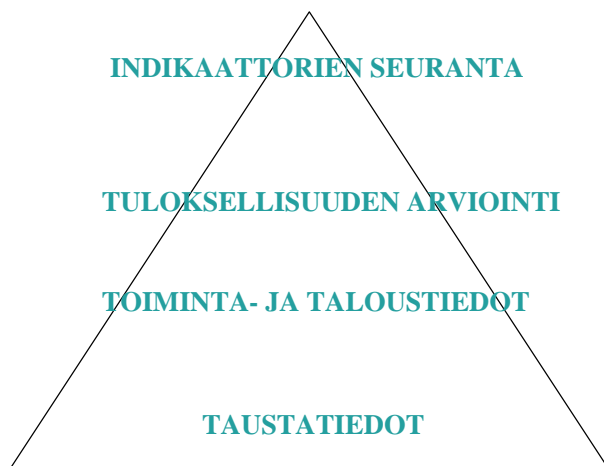 INDIKAATTORIEN SEURANTA
TULOKSELLISUUDEN ARVIOINTI
TOIMINTA- JA TALOUSTIEDOT
TAUSTATIEDOT